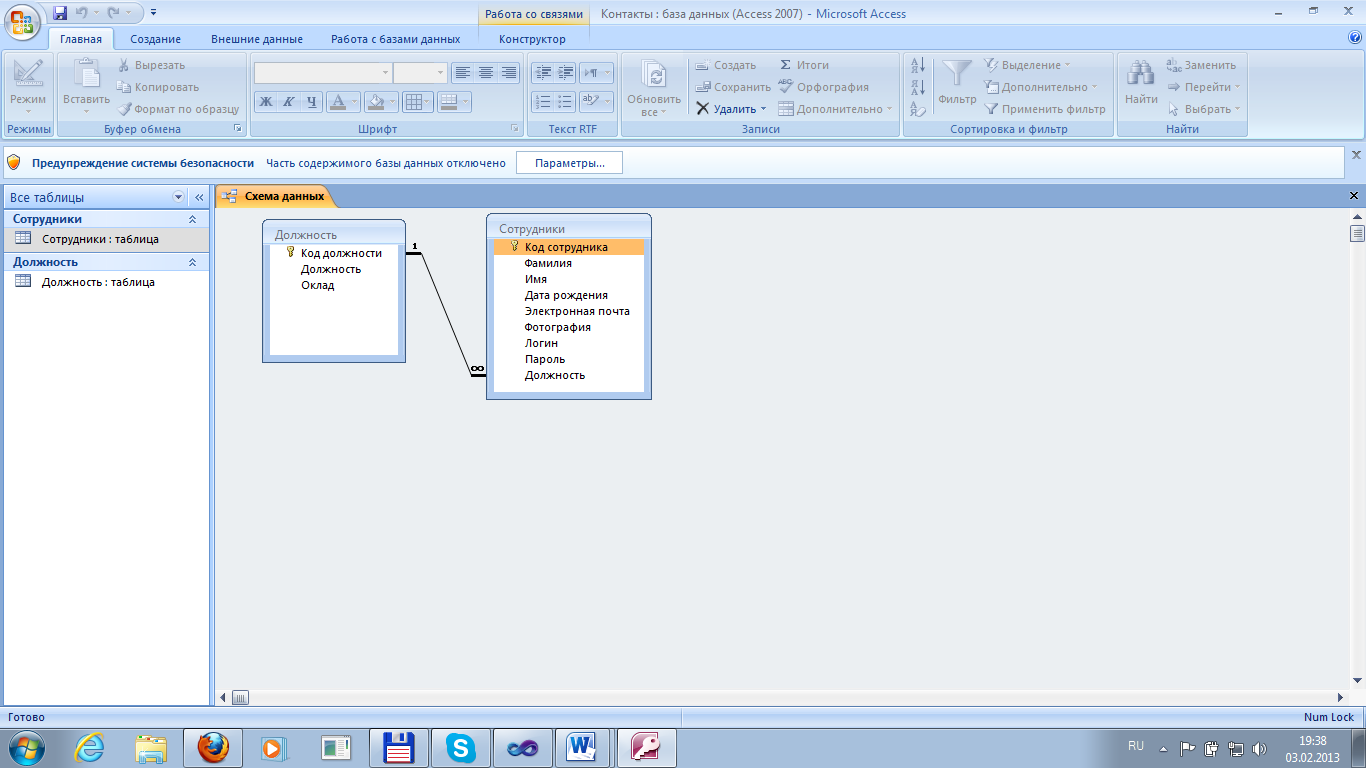 Работа со связями
Контакты : база данных (Access 2007) - Microsoft Access
Главная
Создание
Внешние данные
Работа с базами данных
Конструктор
Режим
Режимы
Вставить
Вырезать
Копировать
Формат по образцу
Буфер обмена
Ж К Ч
А
Шрифт
Текст RTF
Обновить все
Создать
Сохранить
Удалить
Итоги
Орфография
Дополнительно
Записи
Фильтр
Выделение
Дополнительно
Применить фильтр
Сортировка и фильтр
Найти
Заменить
Перейти
Выбрать
Найти
Предупреждение системы безопасности
Часть содержимого базы данных отключено
Параметры...
Все таблицы
Сотрудники
Сотрудники : таблица
Должность
Должность : таблица
Схема данных
Должность
Код должности
Должность
Оклад
1
∞
Сотрудники
Код сотрудника
Фамилия
Имя
Дата рождения
Электронная почта
Фотография
Логин
Пароль
Должность
Готово
Num Lock
RU
19:38
03.02.2013